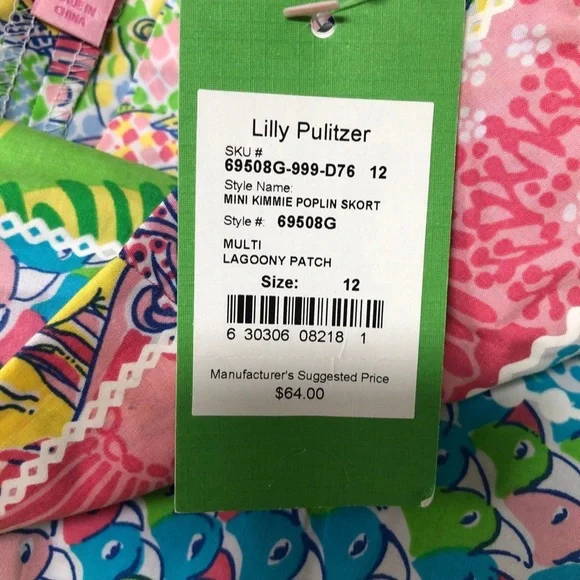 MADE IN
CHINA
Lilly Pulitzer
SKU #
69508G-999-D76 12
Style Name:
MINI KIMMIE POPLIN SKORT
Style #: 69508G
MULTI
LAGOONY PATCH
Size: 12
6 30306 08218 1
Manufacturer's Suggested Price
$64.00